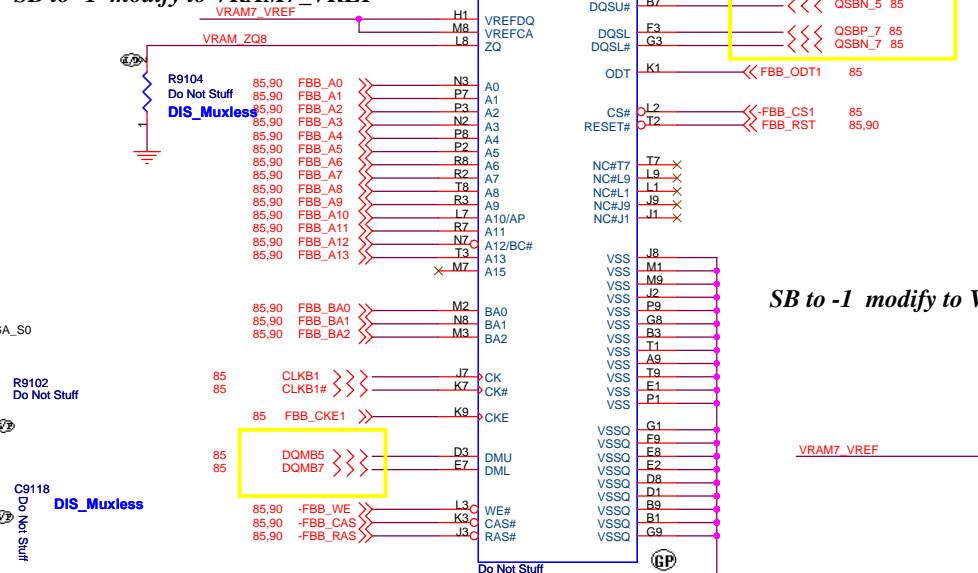 SB to -1 modify to VRAM7_VREF
VRAM7_VREF H1 VREFDQ
M8 VREFCA
VRAM_ZQ8 L8 ZQ
DQSU# B7 QSBN_5 85
DQSL F3 QSBP_7 85
DQSL# G3 QSBN_7 85
ODT K1 FBB_ODT1 85
CS# L2 -FBB_CS1 85
RESET# T2 FBB_RST 85,90
R9104
Do Not Stuff
DIS_Muxless
1
85,90 FBB_A0 N3 A0
85,90 FBB_A1 P7 A1
85,90 FBB_A2 P3 A2
85,90 FBB_A3 N2 A3
85,90 FBB_A4 P8 A4
85,90 FBB_A5 P2 A5
85,90 FBB_A6 R8 A6
85,90 FBB_A7 R2 A7
85,90 FBB_A8 T8 A8
85,90 FBB_A9 R3 A9
85,90 FBB_A10 L7 A10/AP
85,90 FBB_A11 R7 A11
85,90 FBB_A12 N7 A12/BC#
85,90 FBB_A13 T3 A13
M7 A15
NC#T7 T7
NC#L9 L9
NC#L1 L1
NC#J9 J9
NC#J1 J1
85,90 FBB_BA0 M2 BA0
85,90 FBB_BA1 N8 BA1
85,90 FBB_BA2 M3 BA2
VSS J8
VSS M1
VSS M9
VSS J2
VSS P9
VSS G8
VSS B3
VSS T1
VSS A9
VSS T9
VSS E1
VSS P1
SB to -1 modify to V
GA_S0
R9102
Do Not Stuff
85 CLKB1 J7 CK
85 CLKB1# K7 CK#
85 FBB_CKE1 K9 CKE
85 DQMB5 D3 DMU
85 DQMB7 E7 DML
VSSQ G1
VSSQ F9
VSSQ E8
VSSQ E2
VSSQ D8
VSSQ D1
VSSQ B9
VSSQ B1
VSSQ G9
VRAM7_VREF
C9118
Do Not Stuff
DIS_Muxless
85,90 -FBB_WE L3 WE#
85,90 -FBB_CAS K3 CAS#
85,90 -FBB_RAS J3 RAS#
Do Not Stuff
GP